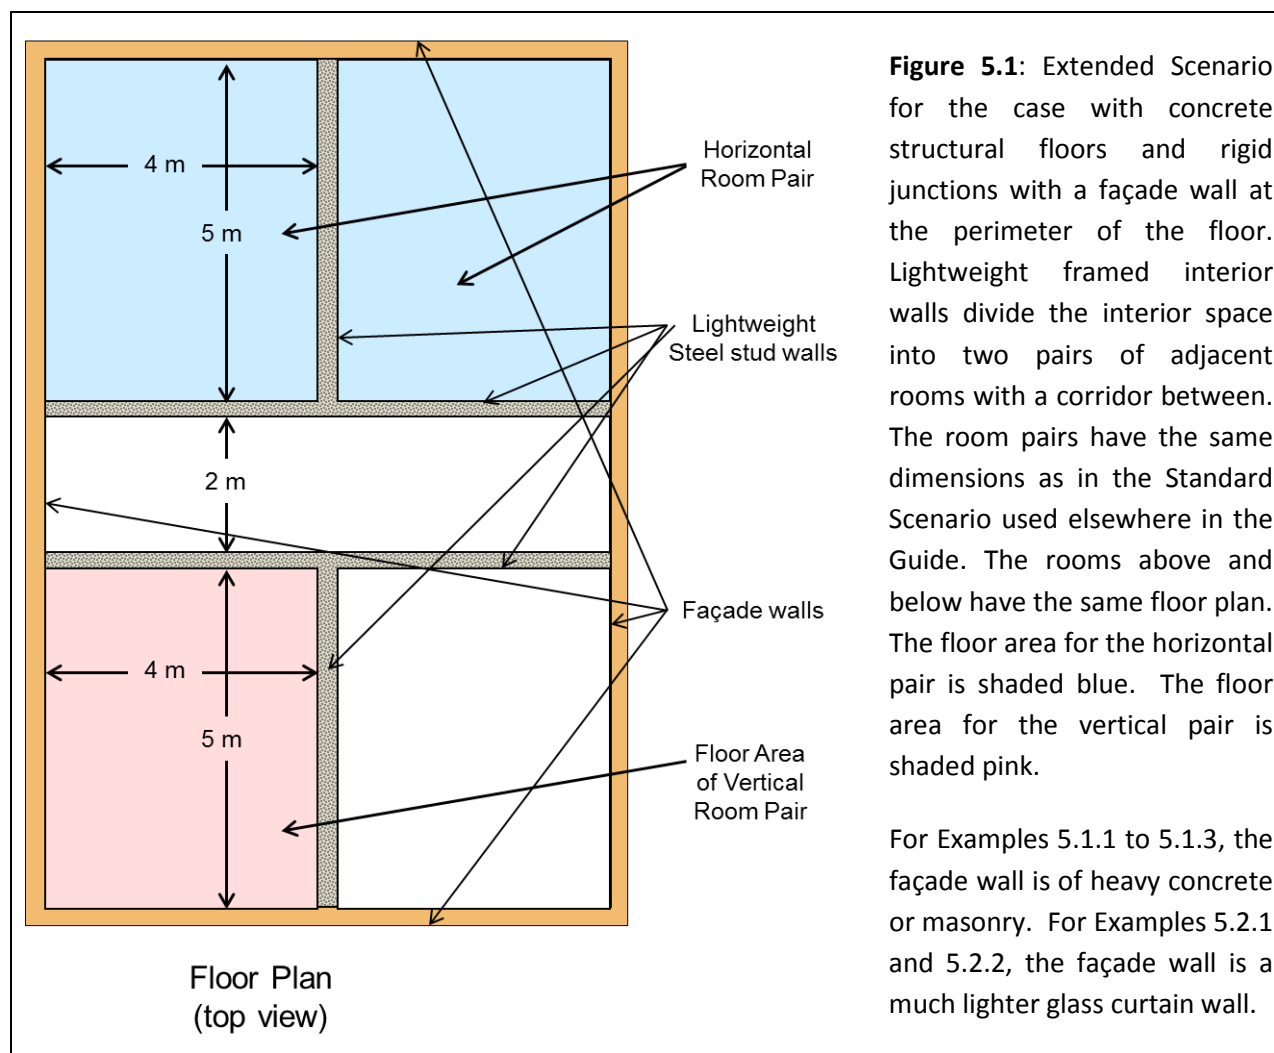 4 m
5 m
2 m
4 m
5 m
Horizontal
Room Pair
Lightweight
Steel stud walls
Façade walls
Floor Area
of Vertical
Room Pair
Floor Plan
(top view)
Figure 5.1: Extended Scenario
for the case with concrete
structural floors and rigid
junctions with a façade wall at
the perimeter of the floor.
Lightweight framed interior
walls divide the interior space
into two pairs of adjacent
rooms with a corridor between.
The room pairs have the same
dimensions as in the Standard
Scenario used elsewhere in the
Guide. The rooms above and
below have the same floor plan.
The floor area for the horizontal
pair is shaded blue. The floor
area for the vertical pair is
shaded pink.
For Examples 5.1.1 to 5.1.3, the
façade wall is of heavy concrete
or masonry. For Examples 5.2.1
and 5.2.2, the façade wall is a
much lighter glass curtain wall.